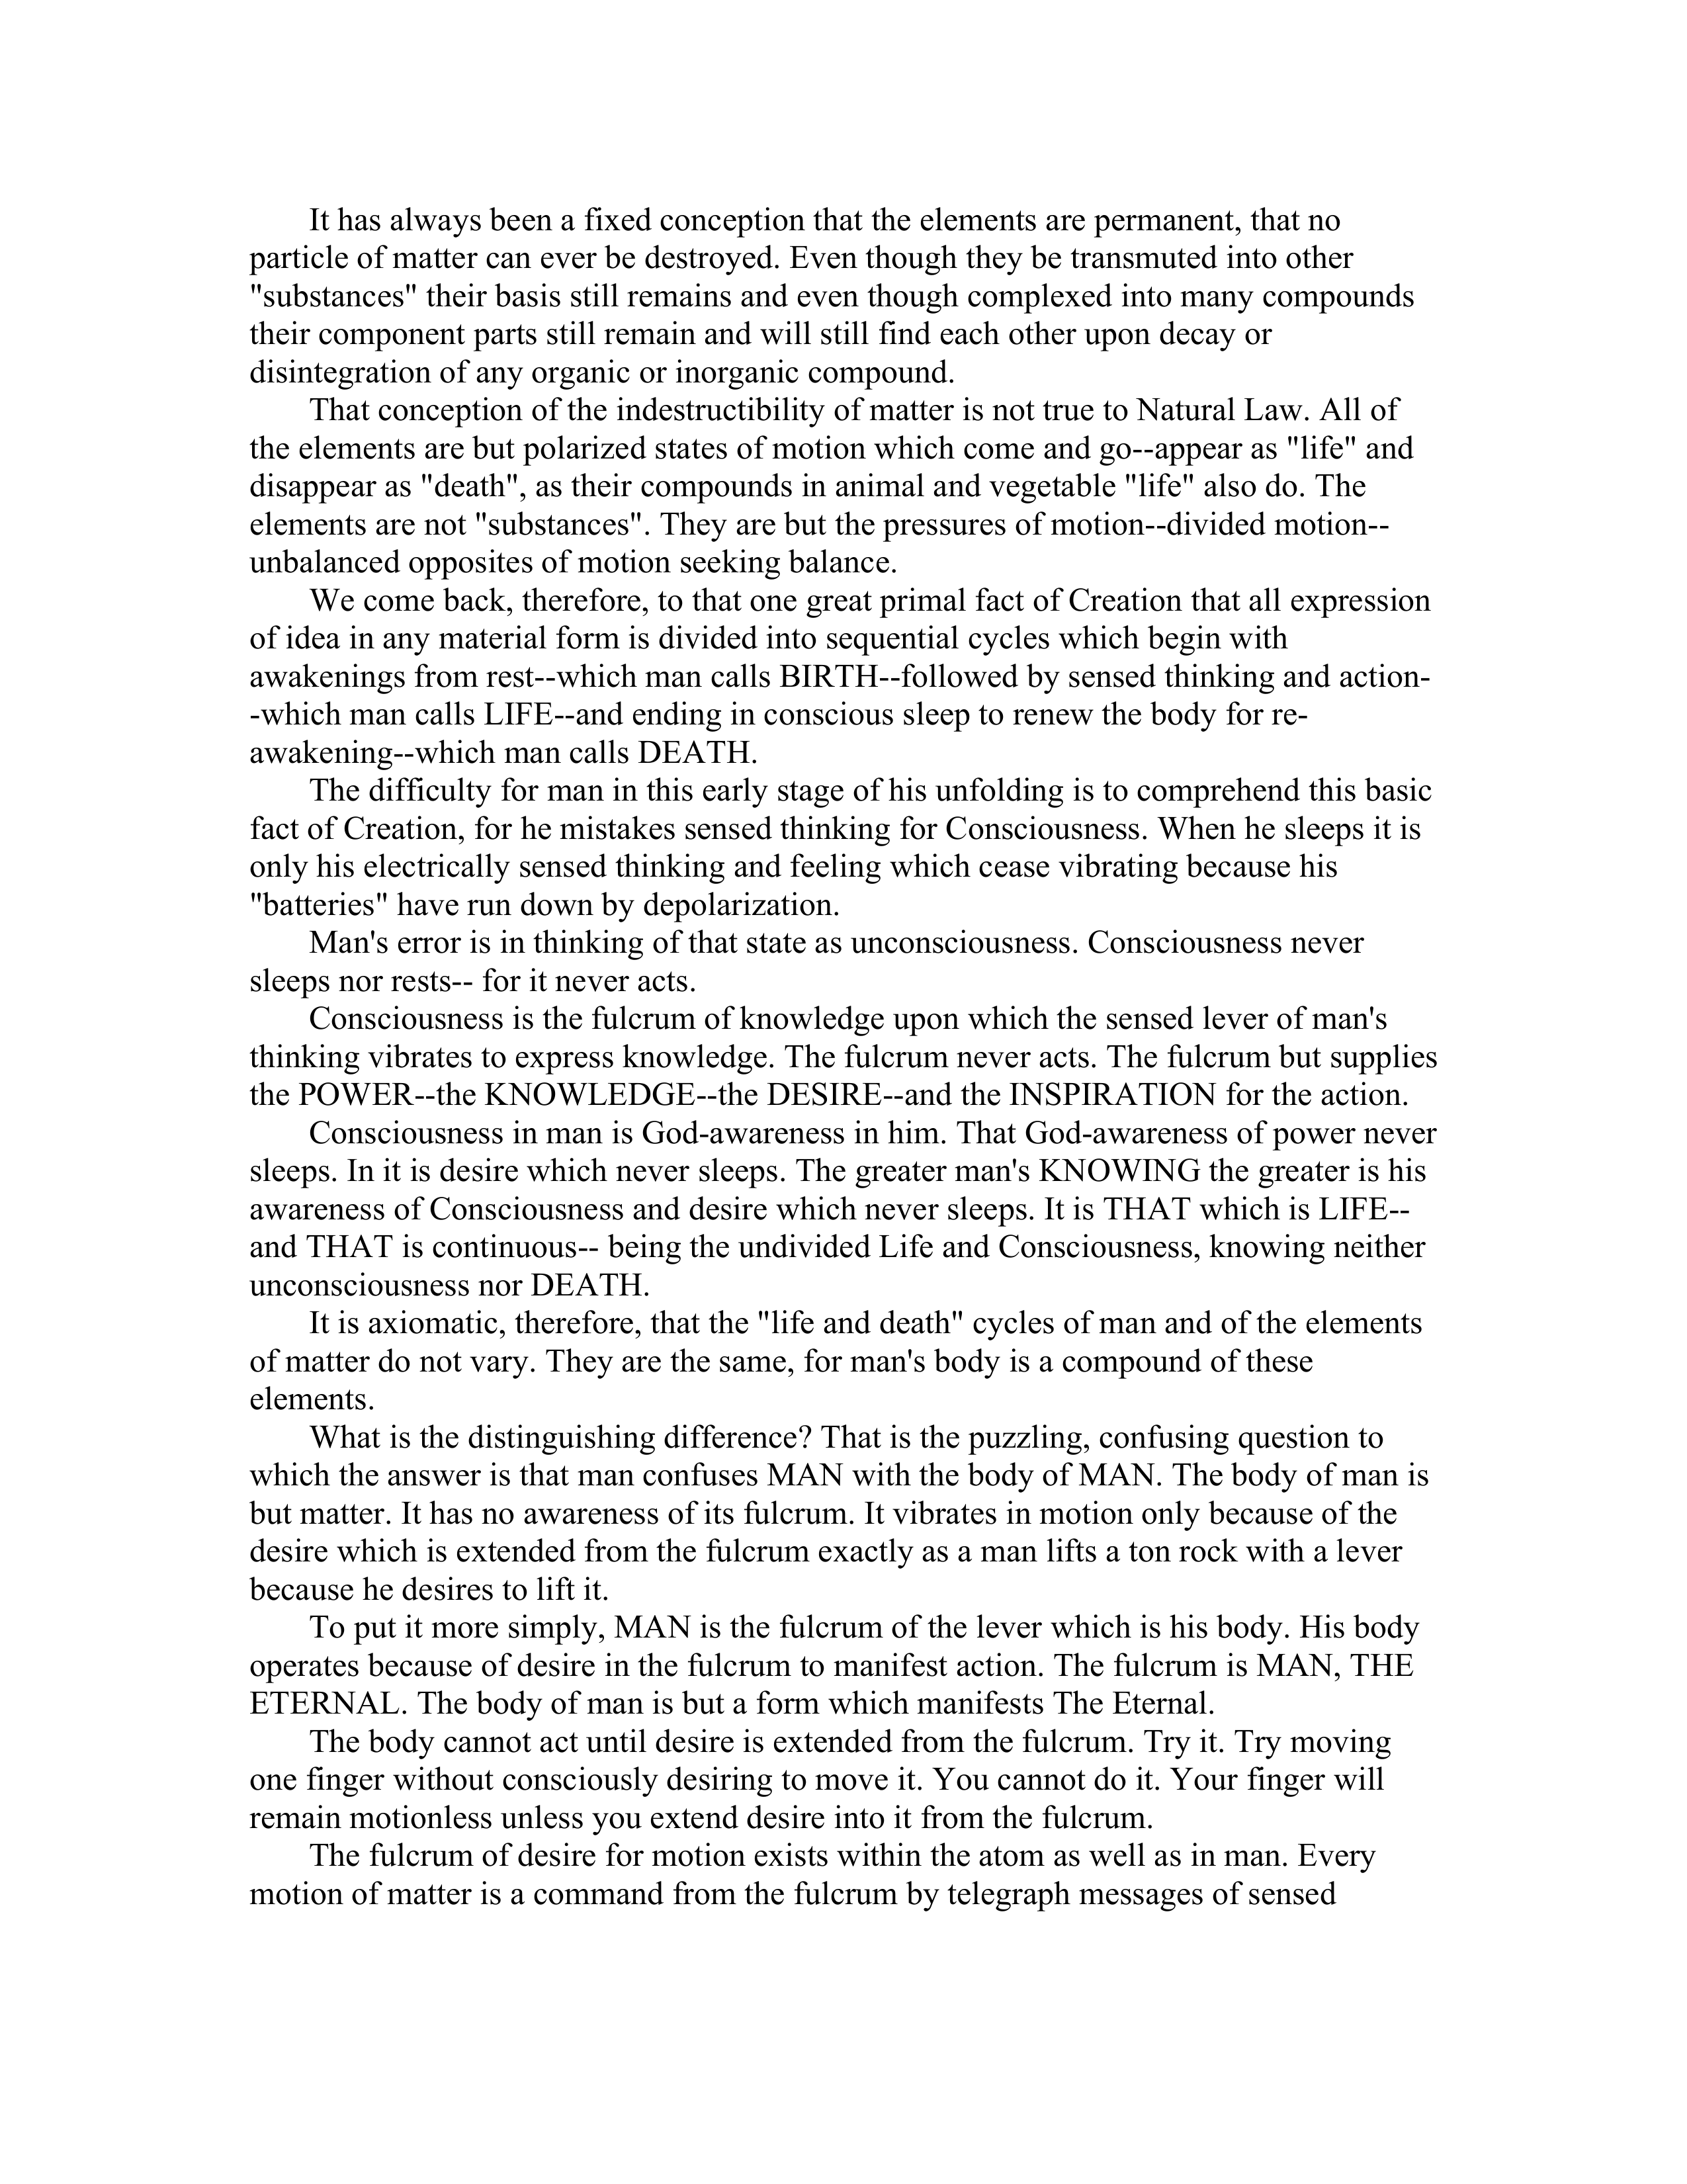 It has always been a fixed conception that the elements are permanent, that no
particle of matter can ever be destroyed. Even though they be transmuted into other
"substances" their basis still remains and even though complexed into many compounds
their component parts still remain and will still find each other upon decay or
disintegration of any organic or inorganic compound.
That conception of the indestructibility of matter is not true to Natural Law. All of
the elements are but polarized states of motion which come and go--appear as "life" and
disappear as "death", as their compounds in animal and vegetable "life" also do. The
elements are not "substances". They are but the pressures of motion--divided motion--
unbalanced opposites of motion seeking balance.
We come back, therefore, to that one great primal fact of Creation that all expression
of idea in any material form is divided into sequential cycles which begin with
awakenings from rest--which man calls BIRTH--followed by sensed thinking and action-
-which man calls LIFE--and ending in conscious sleep to renew the body for re-
awakening--which man calls DEATH.
The difficulty for man in this early stage of his unfolding is to comprehend this basic
fact of Creation, for he mistakes sensed thinking for Consciousness. When he sleeps it is
only his electrically sensed thinking and feeling which cease vibrating because his
"batteries" have run down by depolarization.
Man's error is in thinking of that state as unconsciousness. Consciousness never
sleeps nor rests-- for it never acts.
Consciousness is the fulcrum of knowledge upon which the sensed lever of man's
thinking vibrates to express knowledge. The fulcrum never acts. The fulcrum but supplies
the POWER--the KNOWLEDGE--the DESIRE--and the INSPIRATION for the action.
Consciousness in man is God-awareness in him. That God-awareness of power never
sleeps. In it is desire which never sleeps. The greater man's KNOWING the greater is his
awareness of Consciousness and desire which never sleeps. It is THAT which is LIFE--
and THAT is continuous-- being the undivided Life and Consciousness, knowing neither
unconsciousness nor DEATH.
It is axiomatic, therefore, that the "life and death" cycles of man and of the elements
of matter do not vary. They are the same, for man's body is a compound of these
elements.
What is the distinguishing difference? That is the puzzling, confusing question to
which the answer is that man confuses MAN with the body of MAN. The body of man is
but matter. It has no awareness of its fulcrum. It vibrates in motion only because of the
desire which is extended from the fulcrum exactly as a man lifts a ton rock with a lever
because he desires to lift it.
To put it more simply, MAN is the fulcrum of the lever which is his body. His body
operates because of desire in the fulcrum to manifest action. The fulcrum is MAN, THE
ETERNAL. The body of man is but a form which manifests The Eternal.
The body cannot act until desire is extended from the fulcrum. Try it. Try moving
one finger without consciously desiring to move it. You cannot do it. Your finger will
remain motionless unless you extend desire into it from the fulcrum.
The fulcrum of desire for motion exists within the atom as well as in man. Every
motion of matter is a command from the fulcrum by telegraph messages of sensed